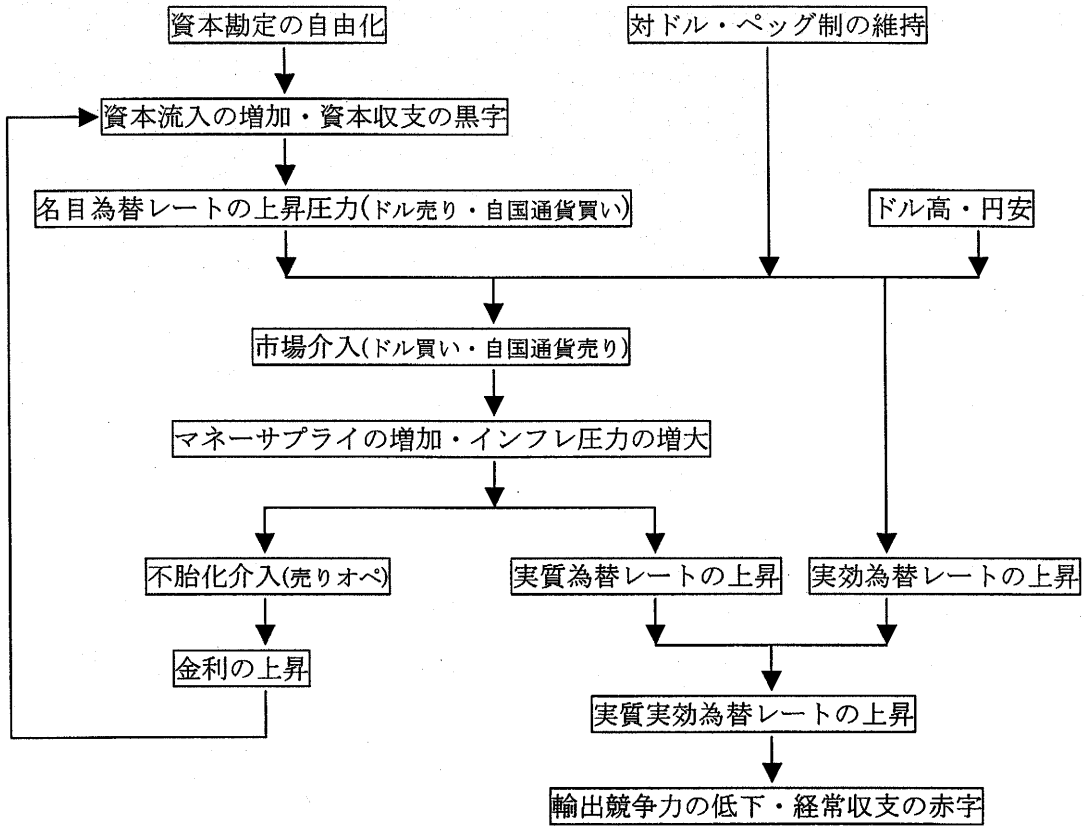 資本勘定の自由化
対ドル・ペッグ制の維持
資本流入の増加・資本収支の黒字
名目為替レートの上昇圧力(ドル売り・自国通貨買い)
ドル高・円安
市場介入(ドル買い・自国通貨売り)
マネーサプライの増加・インフレ圧力の増大
不胎化介入(売りオペ)
実質為替レートの上昇
実効為替レートの上昇
金利の上昇
実質実効為替レートの上昇
輸出競争力の低下・経常収支の赤字